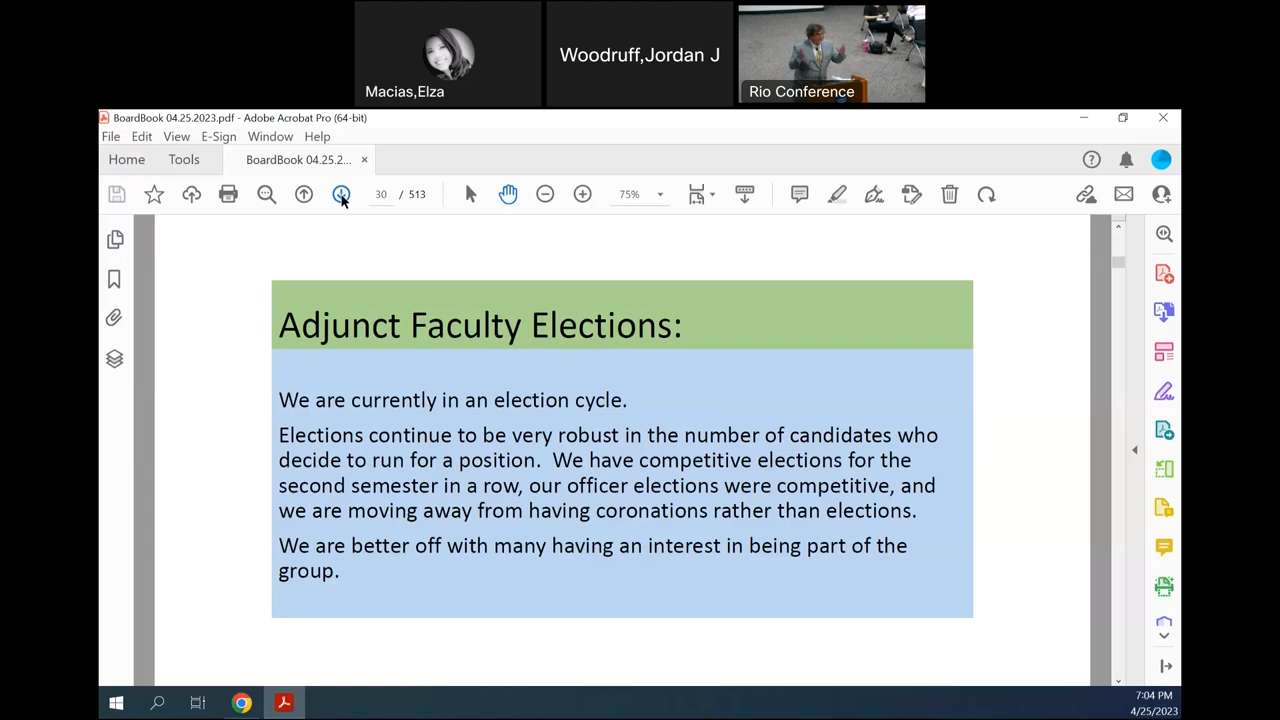 Macias,Elza
Woodruff,Jordan J
Rio Conference
BoardBook 04.25.2023.pdf - Adobe Acrobat Pro (64-bit)
File Edit View E-Sign Window Help
Home Tools BoardBook 04.25.2... ×
30 / 513 75%
Adjunct Faculty Elections:
We are currently in an election cycle.
Elections continue to be very robust in the number of candidates who
decide to run for a position. We have competitive elections for the
second semester in a row, our officer elections were competitive, and
we are moving away from having coronations rather than elections.
We are better off with many having an interest in being part of the
group.
7:04 PM
4/25/2023